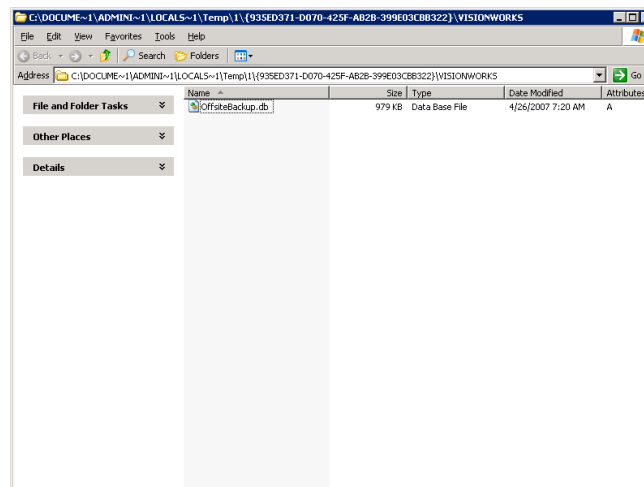 C:\DOCUME~1\ADMINI~1\LOCALS~1\Temp\1\{935ED371-D070-425F-AB2B-399E03CBB322}\VISIONWORKS
File Edit View Favorites Tools Help
Back Search Folders
Address C:\DOCUME~1\ADMINI~1\LOCALS~1\Temp\1\{935ED371-D070-425F-AB2B-399E03CBB322}\VISIONWORKS Go
Name Size Type Date Modified Attributes
OffsiteBackup.db 979 KB Data Base File 4/26/2007 7:20 AM A
File and Folder Tasks
Other Places
Details